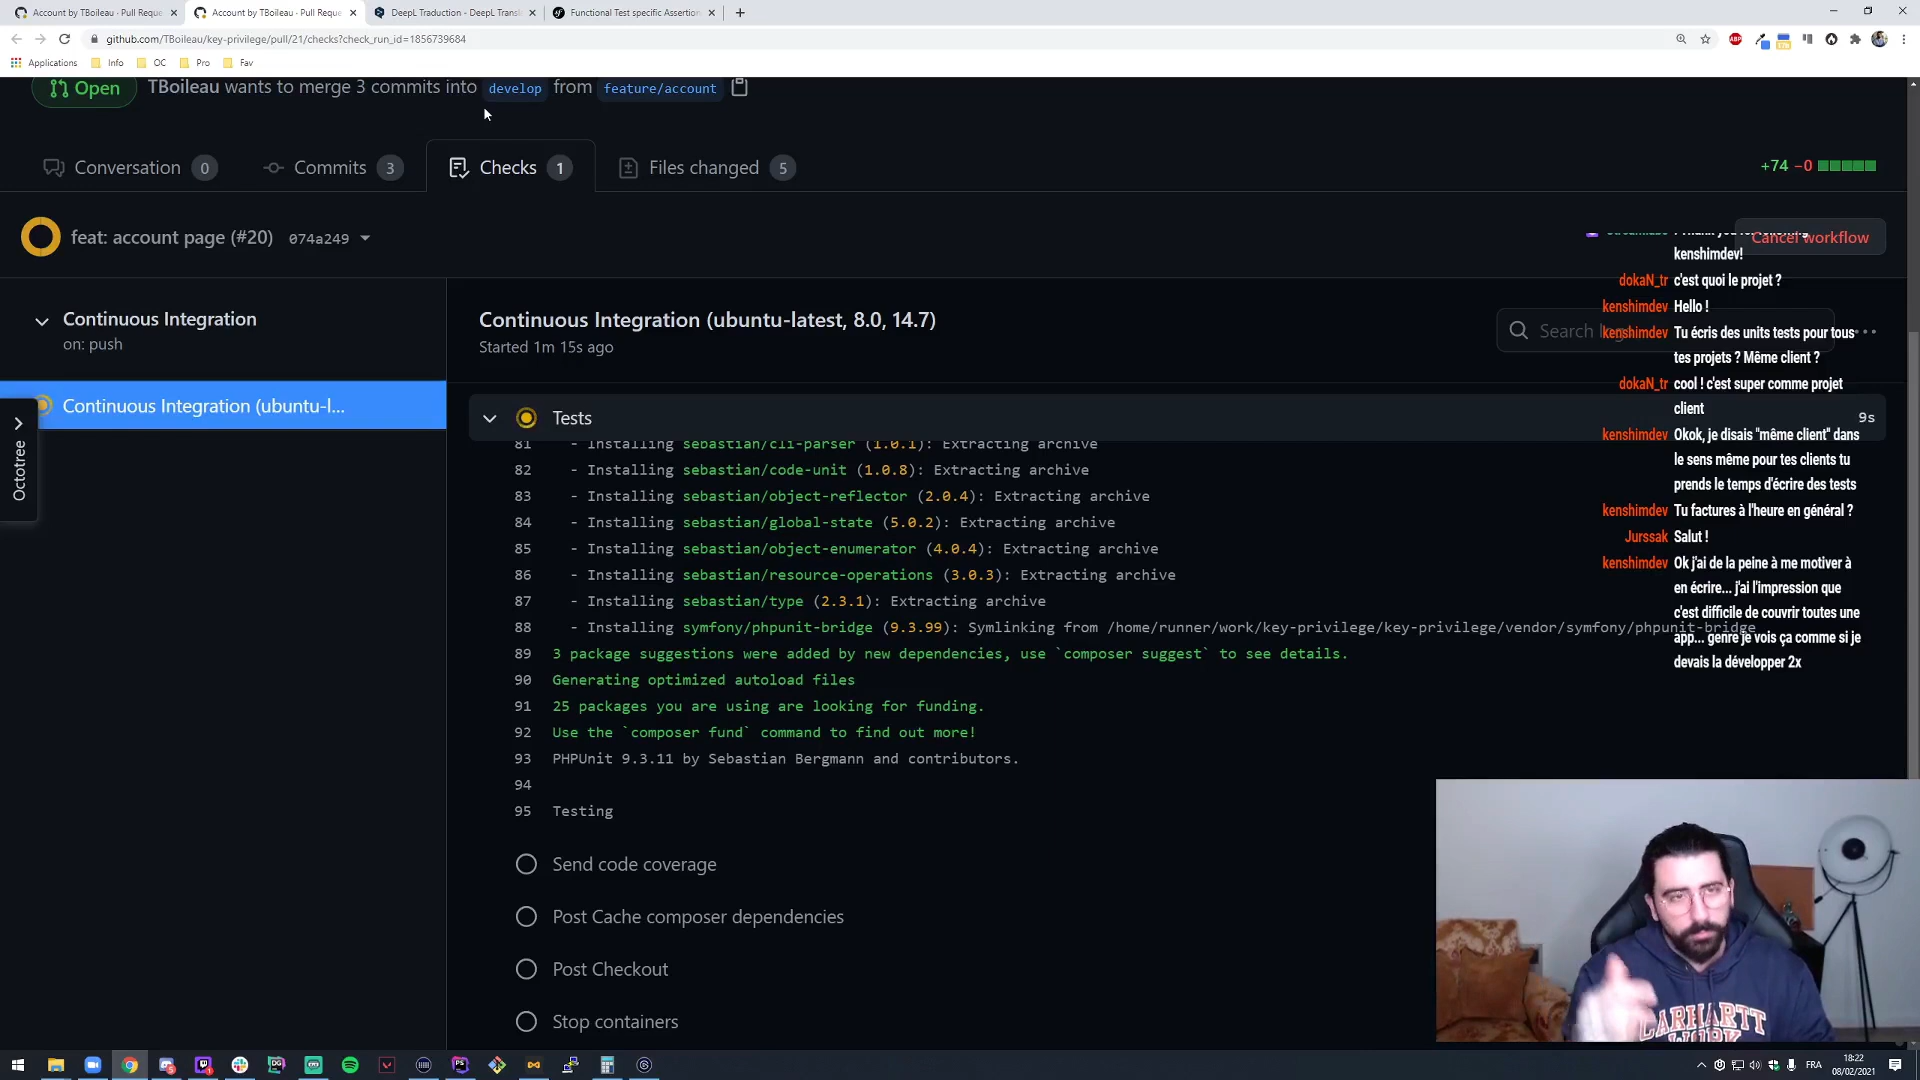 Account by TBoileau · Pull Reque
Account by TBoileau · Pull Reque
DeepL Traduction - DeepL Transl
Functional Test specific Assertion
github.com/TBoileau/key-privilege/pull/21/checks?check_run_id=1856739684
Applications
Info
OC
Pro
Fav
Open
TBoileau wants to merge 3 commits into develop from feature/account
Conversation 0
Commits 3
Checks 1
Files changed 5
+74 −0
feat: account page (#20) 074a249
Cancel workflow
kenshimdev!
dokaN_tr c'est quoi le projet ?
kenshimdev Hello !
kenshimdev Tu écris des units tests pour tous
tes projets ? Même client ?
dokaN_tr cool ! c'est super comme projet
client
kenshimdev Okok, je disais "même client" dans
le sens même pour tes clients tu
prends le temps d'écrire des tests
kenshimdev Tu factures à l'heure en général ?
Jurssak Salut !
kenshimdev Ok j'ai de la peine à me motiver à
en écrire... j'ai l'impression que
c'est difficile de couvrir toutes une
app... genre je vois ça comme si je
devais la développer 2x
Continuous Integration
on: push
Continuous Integration (ubuntu-l...
Octotree
Continuous Integration (ubuntu-latest, 8.0, 14.7)
Started 1m 15s ago
Search
Tests
9s
81 - Installing sebastian/cli-parser (1.0.1): Extracting archive
82 - Installing sebastian/code-unit (1.0.8): Extracting archive
83 - Installing sebastian/object-reflector (2.0.4): Extracting archive
84 - Installing sebastian/global-state (5.0.2): Extracting archive
85 - Installing sebastian/object-enumerator (4.0.4): Extracting archive
86 - Installing sebastian/resource-operations (3.0.3): Extracting archive
87 - Installing sebastian/type (2.3.1): Extracting archive
88 - Installing symfony/phpunit-bridge (9.3.99): Symlinking from /home/runner/work/key-privilege/key-privilege/vendor/symfony/phpunit-bridge
89 3 package suggestions were added by new dependencies, use `composer suggest` to see details.
90 Generating optimized autoload files
91 25 packages you are using are looking for funding.
92 Use the `composer fund` command to find out more!
93 PHPUnit 9.3.11 by Sebastian Bergmann and contributors.
94
95 Testing
Send code coverage
Post Cache composer dependencies
Post Checkout
Stop containers
CARHARTT
WORK
FRA
18:22
08/02/2021